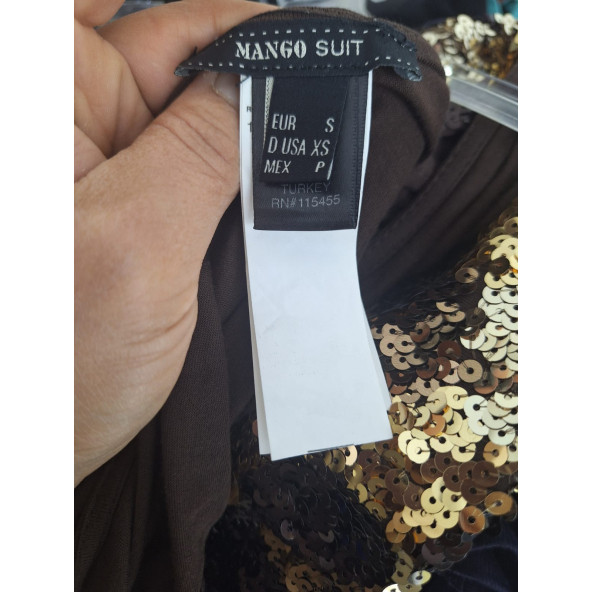 MANGO SUIT
EUR S
D USA XS
MEX P
TURKEY
RN#115455